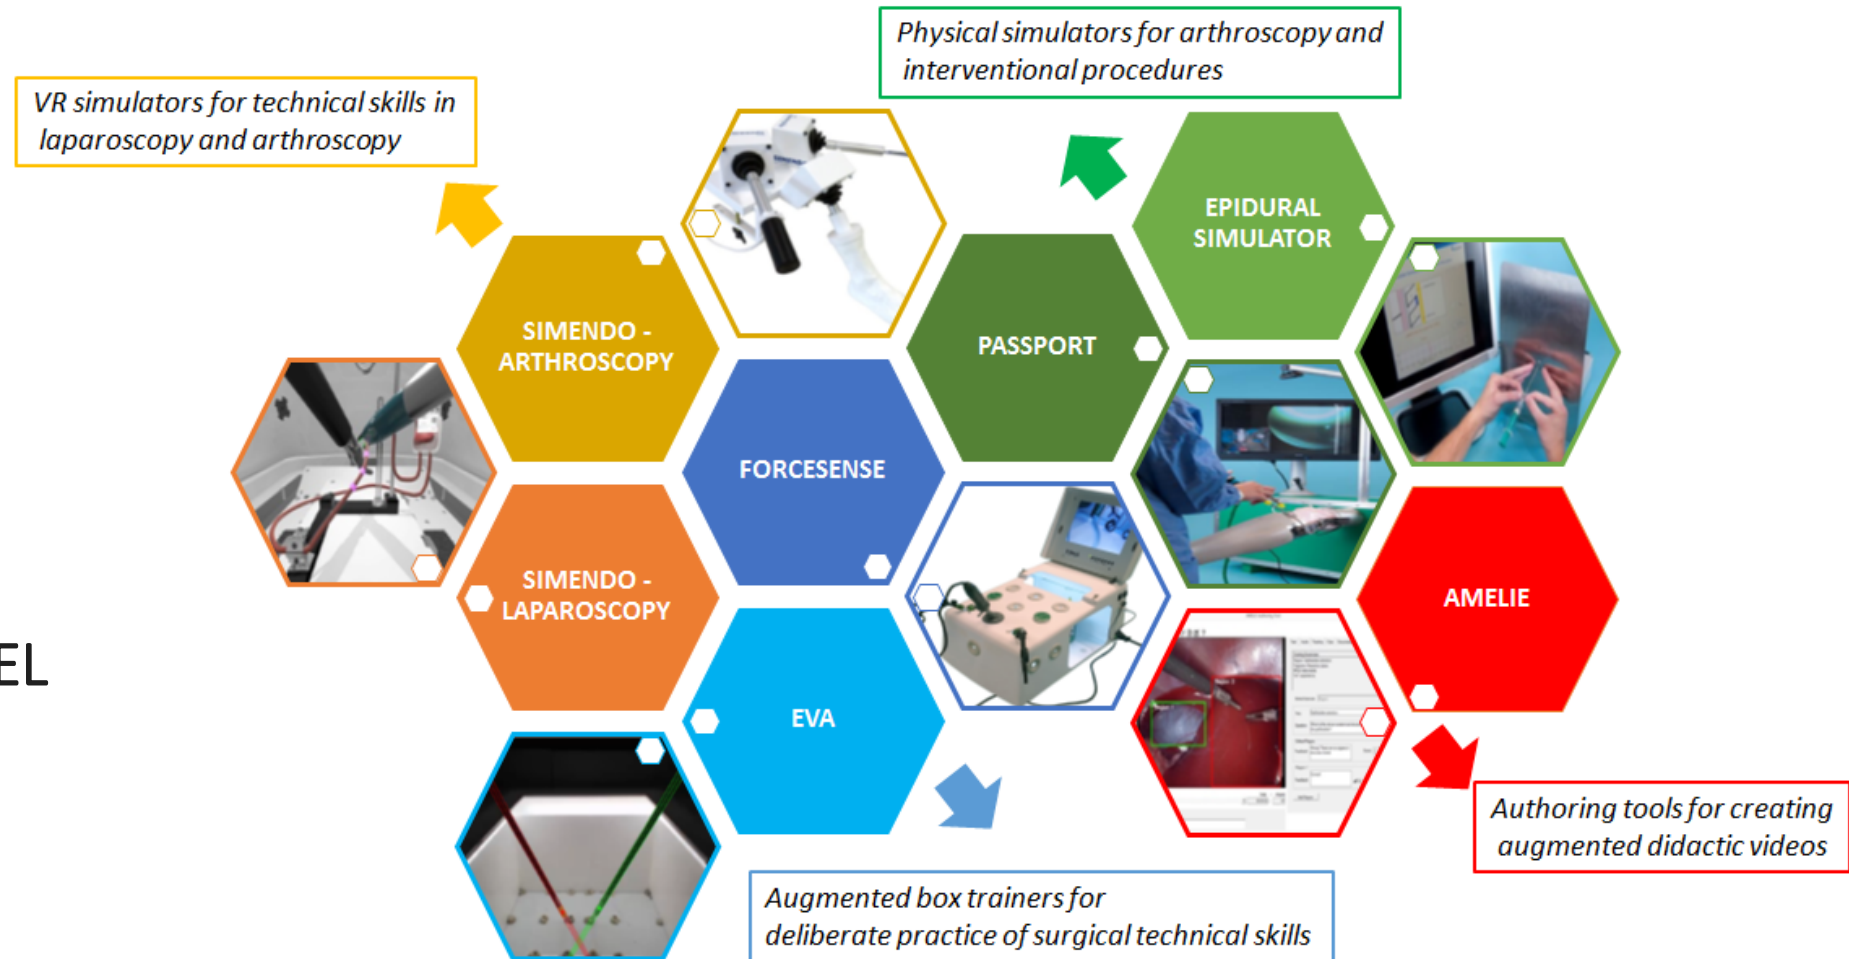 Physical simulators for arthroscopy and
interventional procedures
VR simulators for technical skills in
laparoscopy and arthroscopy
EPIDURAL
SIMULATOR
SIMENDO -
ARTHROSCOPY
PASSPORT
FORCESENSE
SIMENDO -
LAPAROSCOPY
AMELIE
EL
EVA
Authoring tools for creating
augmented didactic videos
Augmented box trainers for
deliberate practice of surgical technical skills